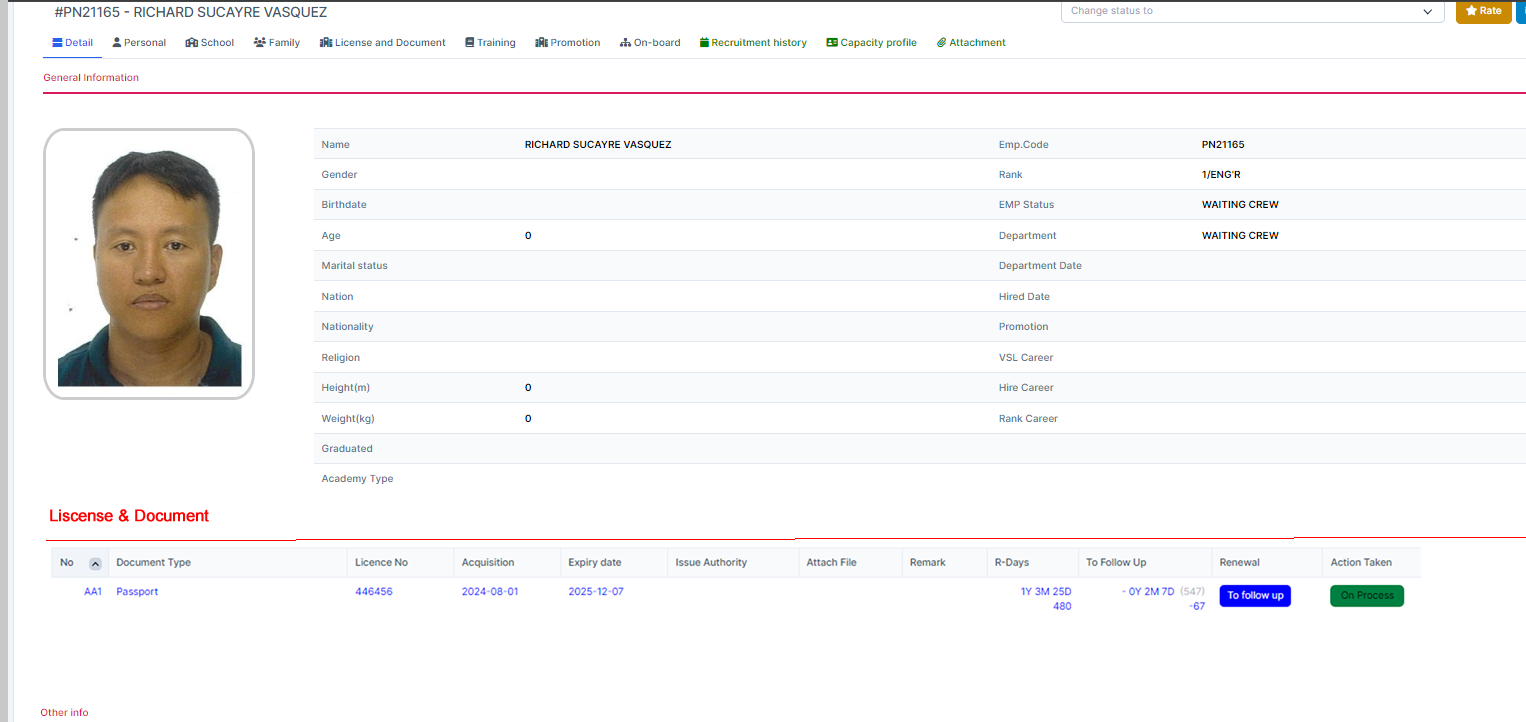 #PN21165 - RICHARD SUCAYRE VASQUEZ
Change status to
Rate
Detail Personal School Family License and Document Training Promotion On-board Recruitment history Capacity profile Attachment
General Information
Name RICHARD SUCAYRE VASQUEZ Emp.Code PN21165
Gender Rank 1/ENG'R
Birthdate EMP Status WAITING CREW
Age 0 Department WAITING CREW
Marital status Department Date
Nation Hired Date
Nationality Promotion
Religion VSL Career
Height(m) 0 Hire Career
Weight(kg) 0 Rank Career
Graduated
Academy Type
Liscense & Document
No Document Type Licence No Acquisition Expiry date Issue Authority Attach File Remark R-Days To Follow Up Renewal Action Taken
AA1 Passport 446456 2024-08-01 2025-12-07 1Y 3M 25D - 0Y 2M 7D (547) To follow up On Process
480 -67
Other info